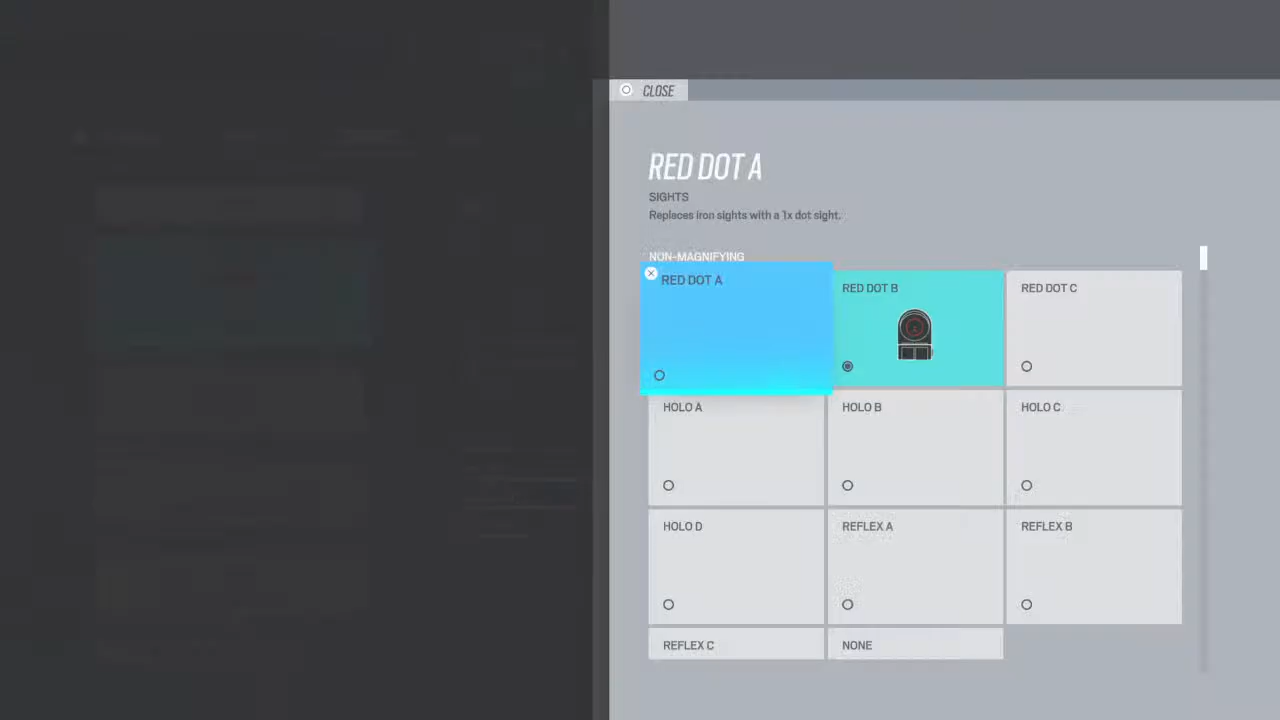 CLOSE
RED DOT A
SIGHTS
Replaces iron sights with a 1x dot sight.
NON-MAGNIFYING
RED DOT A
RED DOT B
RED DOT C
HOLO A
HOLO B
HOLO C
HOLO D
REFLEX A
REFLEX B
REFLEX C
NONE